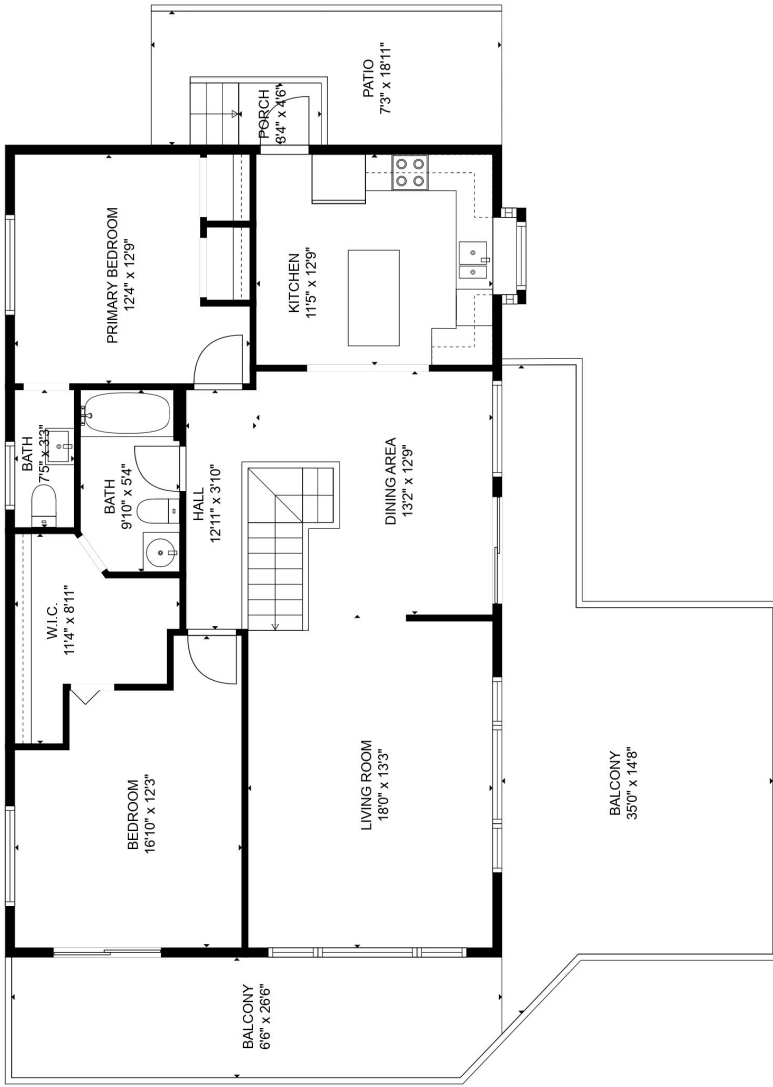 PATIO
7'3" x 18'11"
PORCH
8'4" x 4'6"
PRIMARY BEDROOM
12'4" x 12'9"
KITCHEN
11'5" x 12'9"
BATH
7'5" x 3'3"
BATH
9'10" x 5'4"
HALL
12'11" x 3'10"
DINING AREA
13'2" x 12'9"
W.I.C.
11'4" x 8'11"
BEDROOM
16'10" x 12'3"
LIVING ROOM
18'0" x 13'3"
BALCONY
35'0" x 14'8"
BALCONY
6'6" x 26'6"